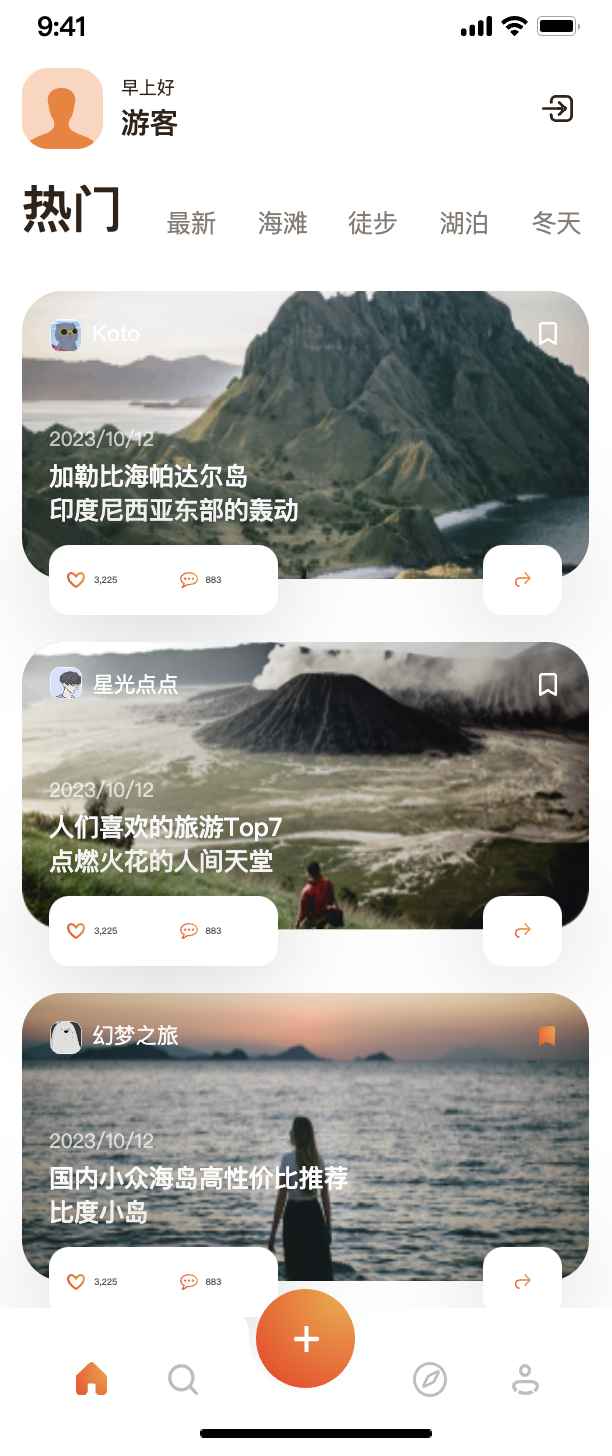 9:41
早上好
游客
热门 最新 海滩 徒步 湖泊 冬天
Koto
2023/10/12
加勒比海帕达尔岛
印度尼西亚东部的轰动
3,225 883
星光点点
2023/10/12
人们喜欢的旅游Top7
点燃火花的人间天堂
3,225 883
幻梦之旅
2023/10/12
国内小众海岛高性价比推荐
比度小岛
3,225 883